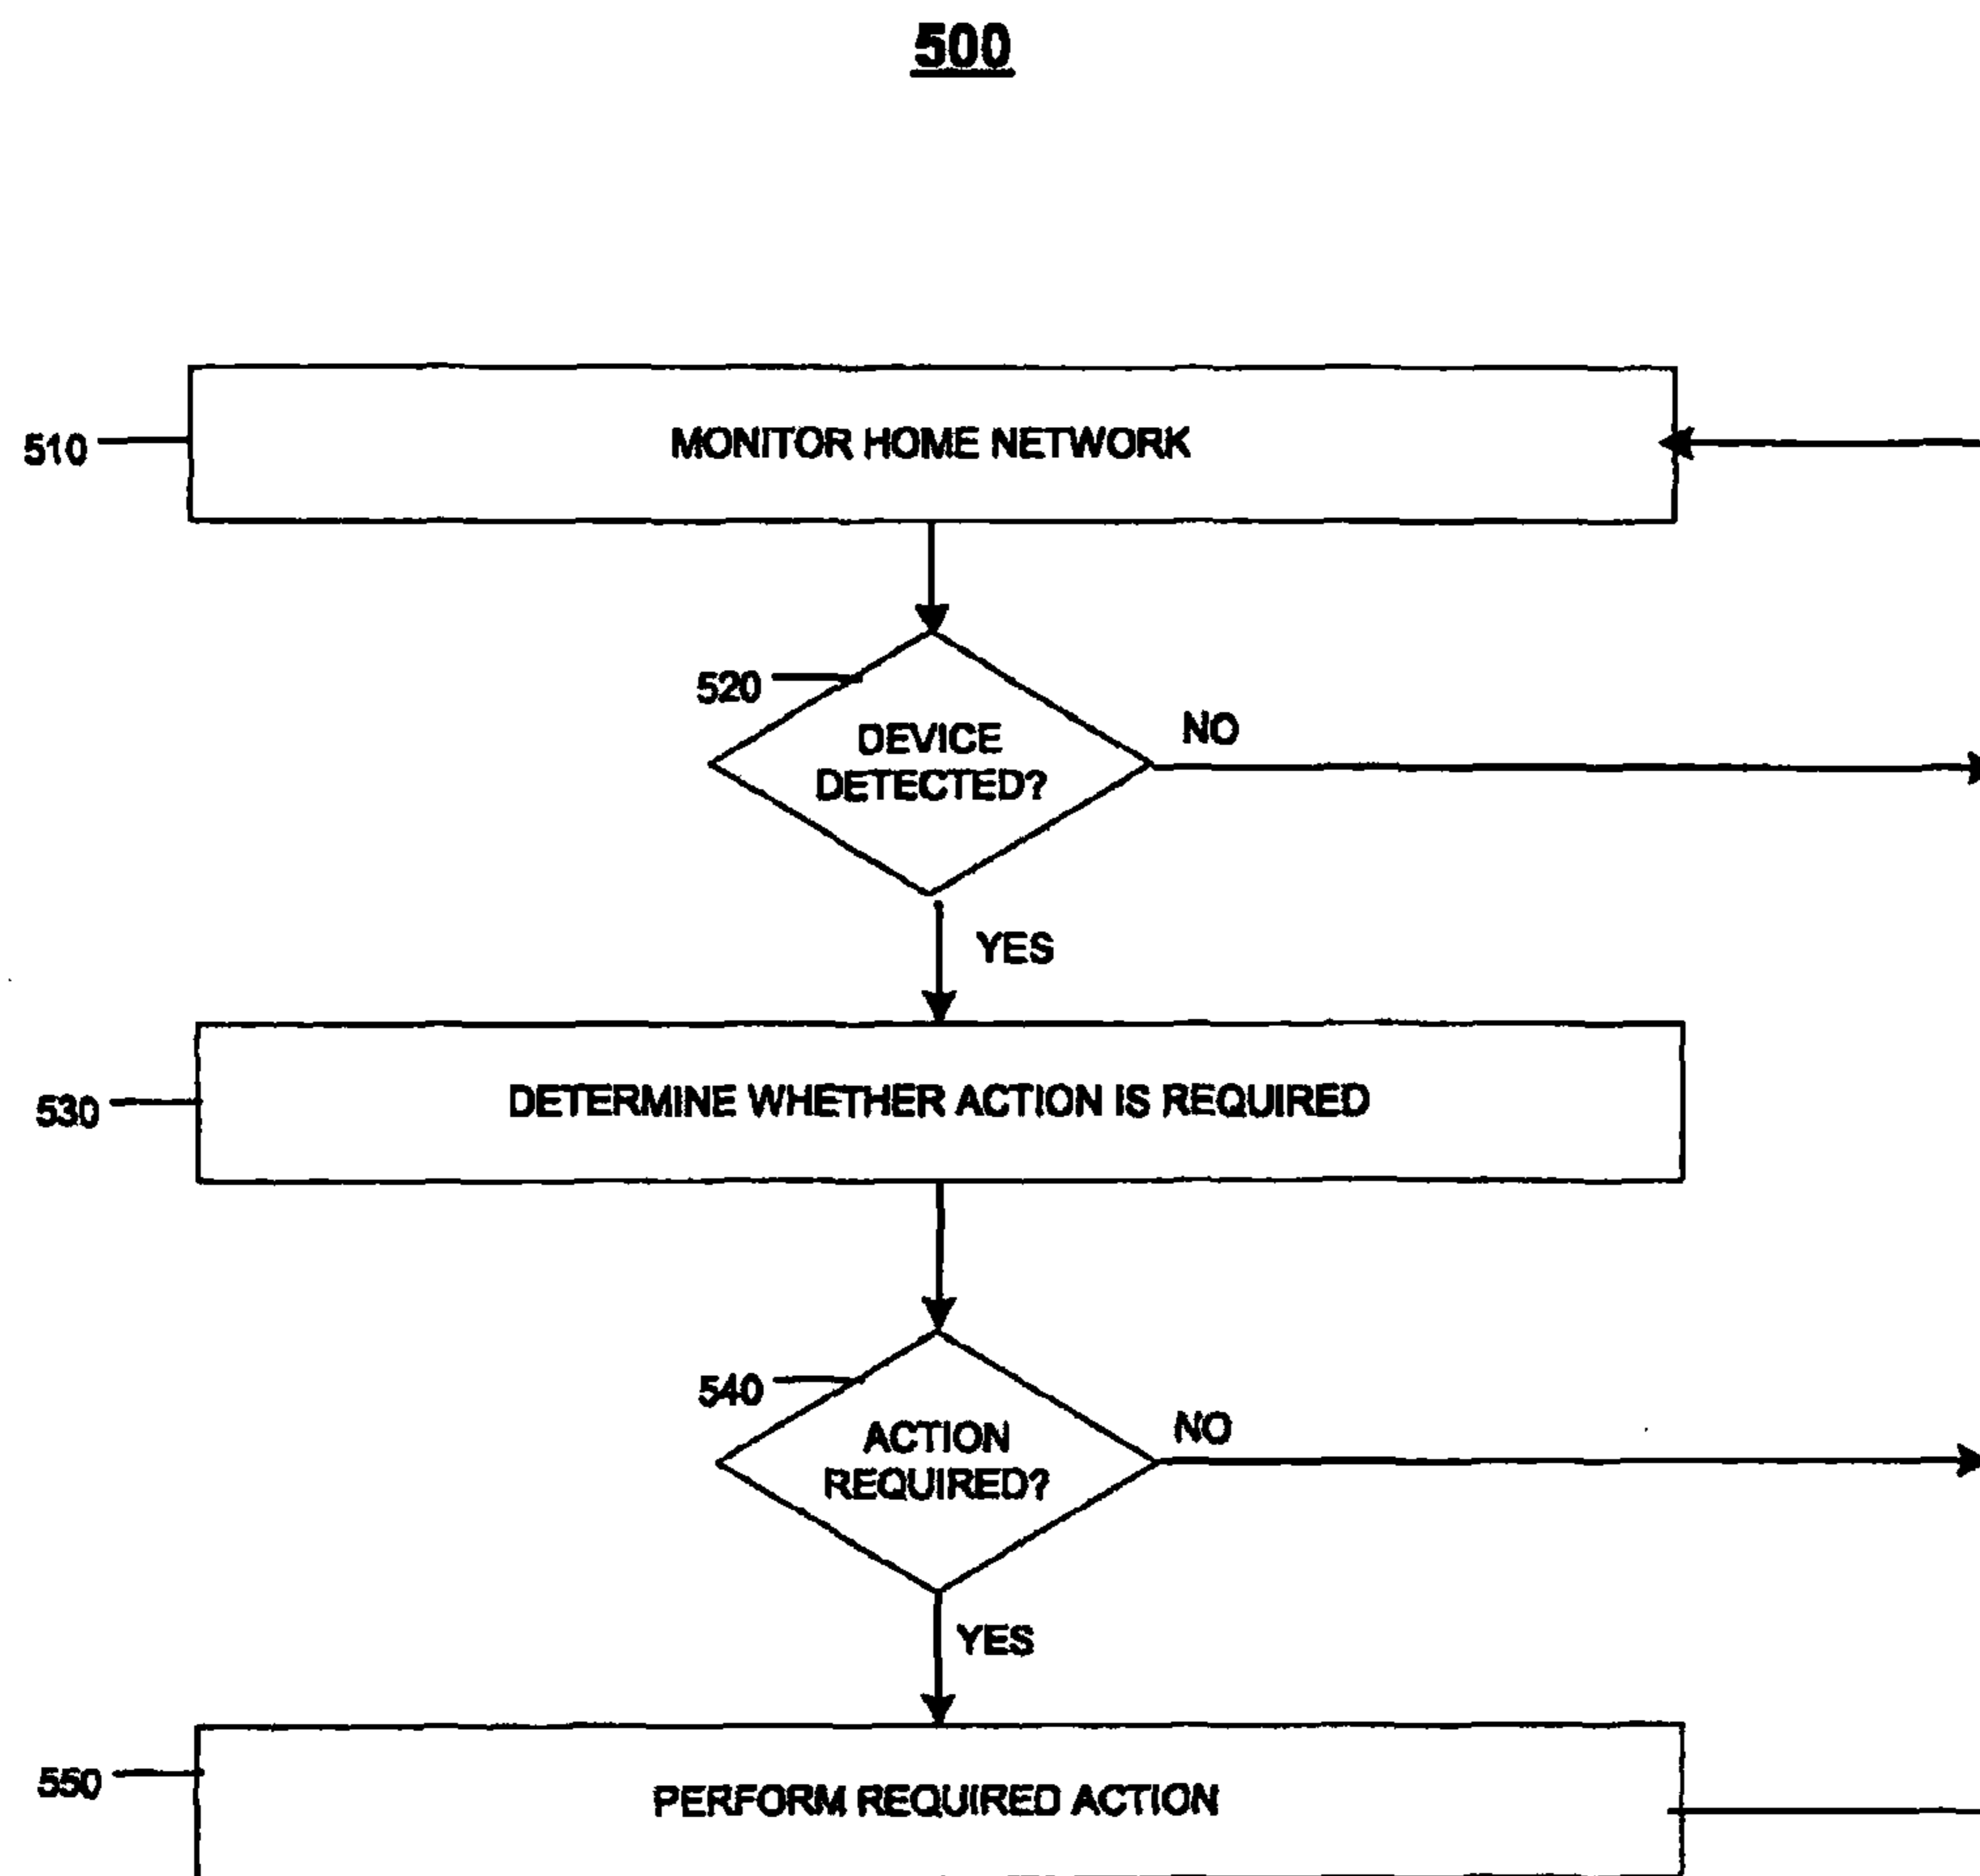 500
510
MONITOR HOME NETWORK
520
DEVICE
DETECTED?
NO
YES
530
DETERMINE WHETHER ACTION IS REQUIRED
540
ACTION
REQUIRED?
NO
YES
550
PERFORM REQUIRED ACTION